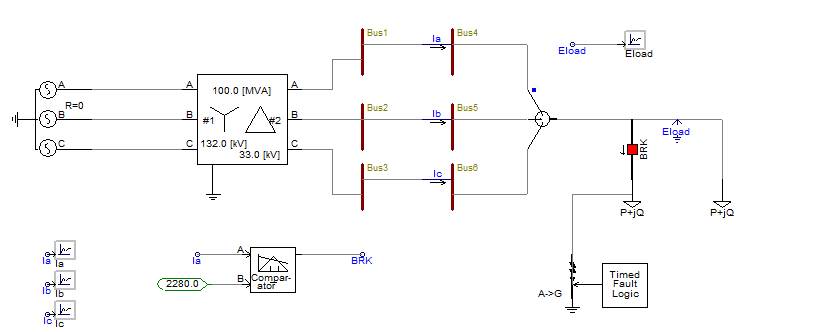 Bus1
Ia
Bus4
Eload
Eload
A
A
100.0 [MVA]
A
R=0
B
B
#1
#2
B
Bus2
Ib
Bus5
Eload
C
C
132.0 [kV]
33.0 [kV]
C
BRK
Bus3
Ic
Bus6
P+jQ
P+jQ
Ia
Ia
Ia
A
Compar-
ator
B
BRK
2280.0
Ib
Ib
A->G
Timed
Fault
Logic
Ic
Ic